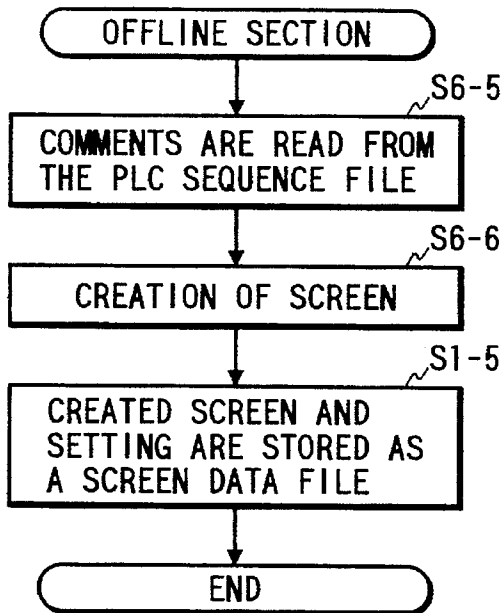 OFFLINE SECTION
S6-5
COMMENTS ARE READ FROM
THE PLC SEQUENCE FILE
S6-6
CREATION OF SCREEN
S1-5
CREATED SCREEN AND
SETTING ARE STORED AS
A SCREEN DATA FILE
END